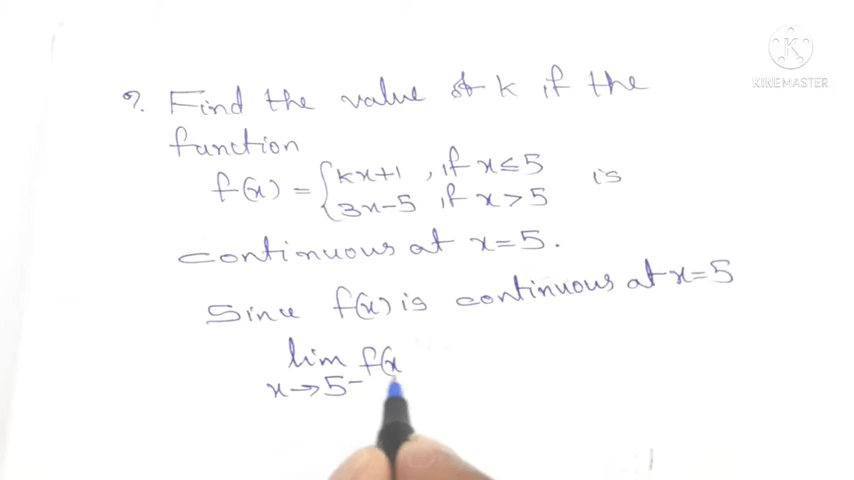 ?. Find the value of k if the
function
f(x) = { kx+1 , if x ≤ 5
3x-5 , if x > 5 is
continuous at x=5.
Since f(x) is continuous at x=5
lim f(x
x→5⁻
K
KINEMASTER